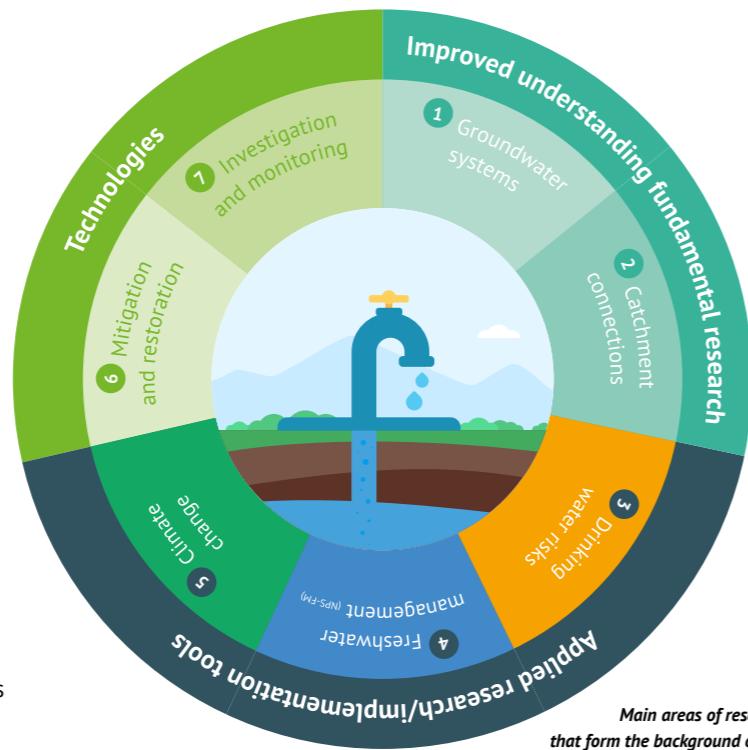 Improved understanding fundamental research
1 Groundwater
systems
2 Catchment
connections
Applied research/implementation tools
3 Drinking
water risks
4 Freshwater
management (NPS-FM)
5 Climate
change
Technologies
6 Mitigation
and restoration
7 Investigation
and monitoring
s
Main areas of res
that form the background